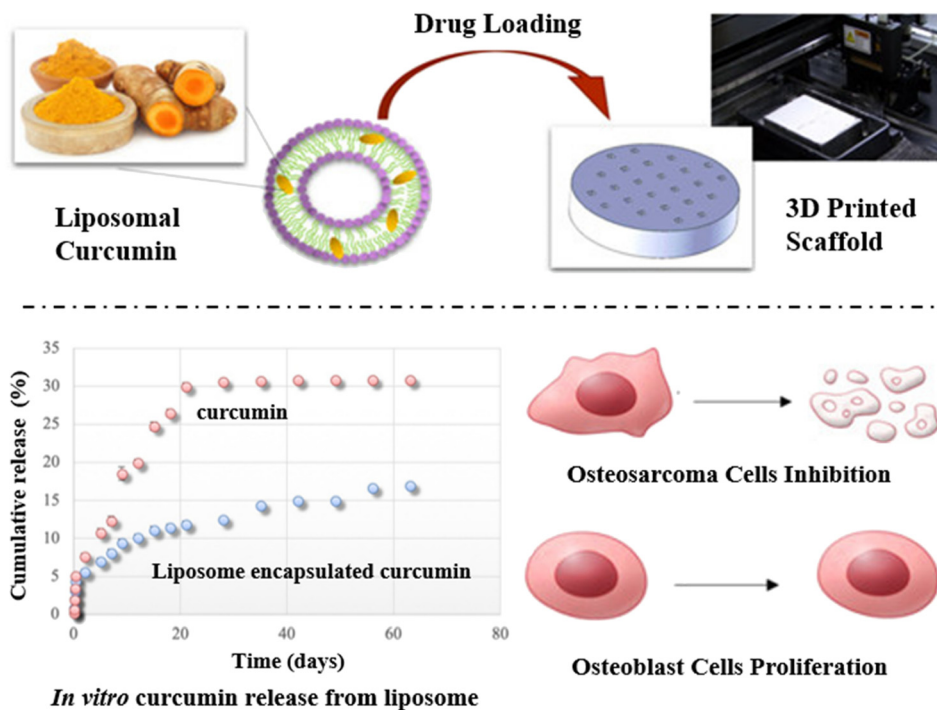 Drug Loading
Liposomal
Curcumin
3D Printed
Scaffold
Cumulative release (%)
35
30
25
20
15
10
5
0
curcumin
Liposome encapsulated curcumin
0
20
40
60
80
Time (days)
In vitro curcumin release from liposome
Osteosarcoma Cells Inhibition
Osteoblast Cells Proliferation